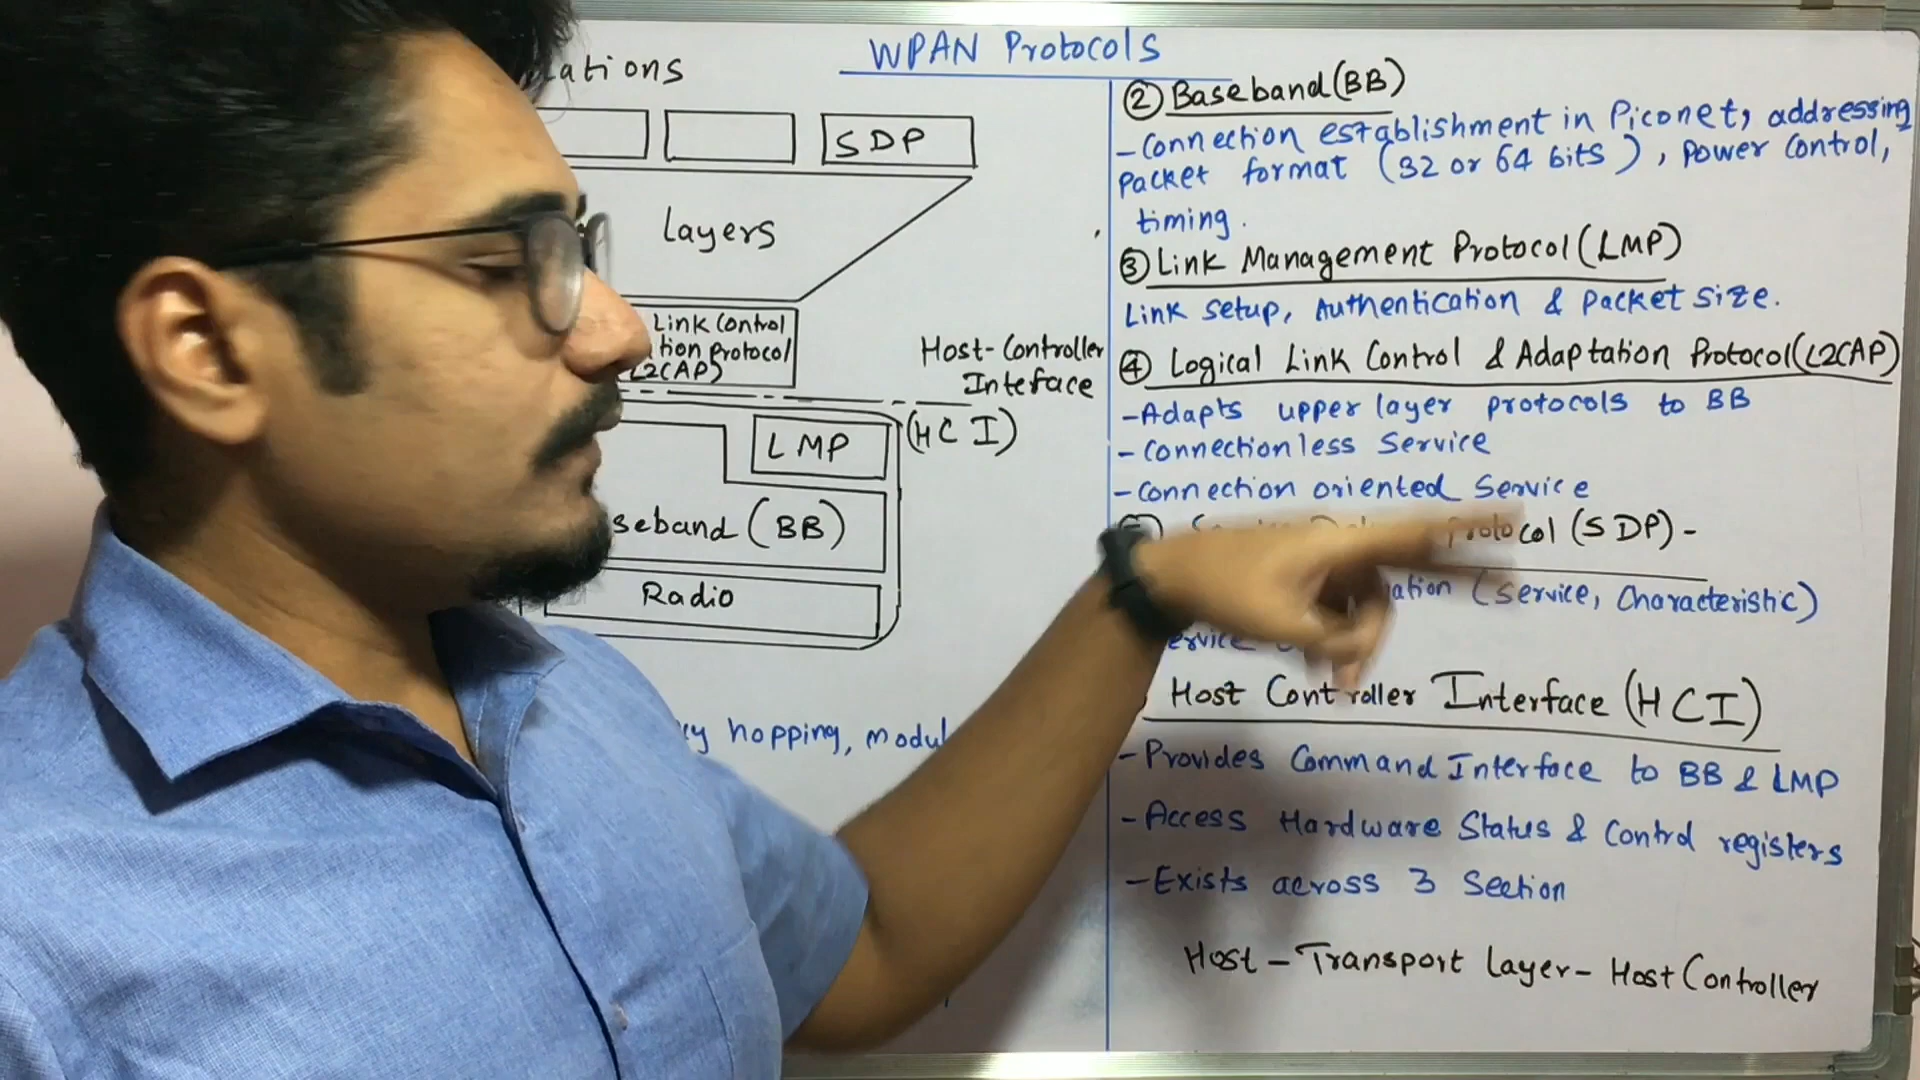 WPAN Protocols
ations
SDP
layers
Link Control
tion protocol
L2CAP)
Host-Controller
Inteface
(HCI)
LMP
seband (BB)
Radio
cy hopping, modul
② Baseband (BB)
- Connection establishment in Piconet, addressing
Packet format (32 or 64 bits), power control,
timing.
③ Link Management Protocol (LMP)
Link setup, Authentication & packet size.
④ Logical Link Control & Adaptation Protocol (L2CAP)
- Adapts upper layer protocols to BB
- Connectionless Service
- Connection oriented Service
Protocol (SDP) -
ation (Service, Characteristic)
ervice
Host Controller Interface (HCI)
- Provides Command Interface to BB & LMP
- Access Hardware Status & Control registers
- Exists across 3 Section
Host - Transport Layer - Host Controller